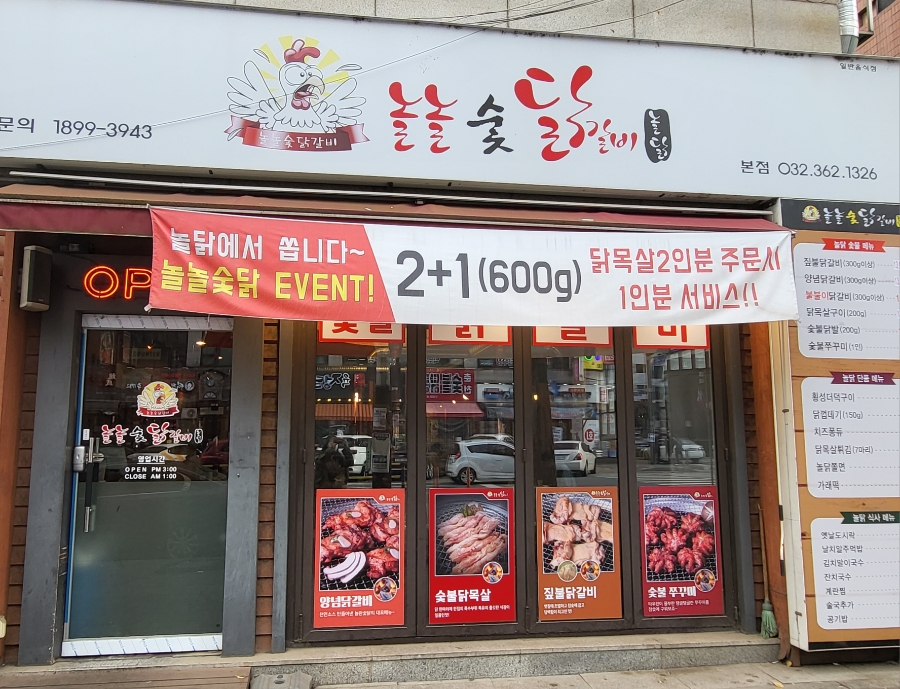 일반음식점
문의 1899-3943
놀놀숯닭갈비
놀놀 숯 닭갈비 놀닭
본점 032.362.1326
놀닭에서 쏩니다~
놀놀숯닭 EVENT!
2+1(600g)
닭목살2인분 주문시
1인분 서비스!!
OP
숯불
닭
갈
비
놀놀 숯 닭갈비
영업시간
OPEN PM 3:00
CLOSE AM 1:00
양념닭갈비
숯불닭목살
짚불닭갈비
숯불 쭈꾸미
놀놀 숯 닭갈비
놀닭 숯불 메뉴
짚불닭갈비(300g이상)
양념닭갈비(300g이상)
불불이닭갈비(300g이상)
닭목살구이(200g)
숯불닭발(200g)
숯불쭈꾸미(1인)
놀닭 단품 메뉴
횡성더덕구이
닭껍데기(150g)
치즈퐁듀
닭목살튀김(7마리)
놀닭쫄면
가래떡
놀닭 식사 메뉴
옛날도시락
날치알주먹밥
김치말이국수
잔치국수
계란찜
술국추가
공기밥